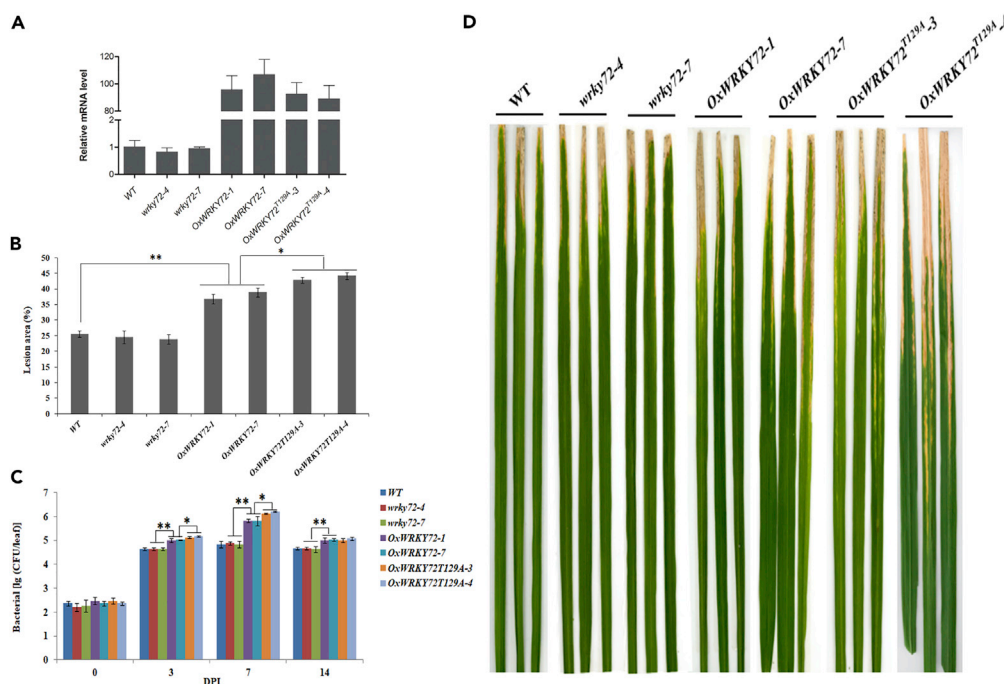 A
Relative mRNA level
120
100
80
2
1
0
WT
wrky72-4
wrky72-7
OxWRKY72-1
OxWRKY72-7
OxWRKY72T129A-3
OxWRKY72T129A-4
B
**
*
Lesion area (%)
50
45
40
35
30
25
20
15
10
5
0
WT
wrky72-4
wrky72-7
OxWRKY72-1
OxWRKY72-7
OxWRKY72T129A-3
OxWRKY72T129A-4
C
Bacterial [lg (CFU/leaf)]
7
6
5
4
3
2
1
0
** *
** *
**
0 3 7 14
DPI
WT
wrky72-4
wrky72-7
OxWRKY72-1
OxWRKY72-7
OxWRKY72T129A-3
OxWRKY72T129A-4
D
WT
wrky72-4
wrky72-7
OxWRKY72-1
OxWRKY72-7
OxWRKY72T129A-3